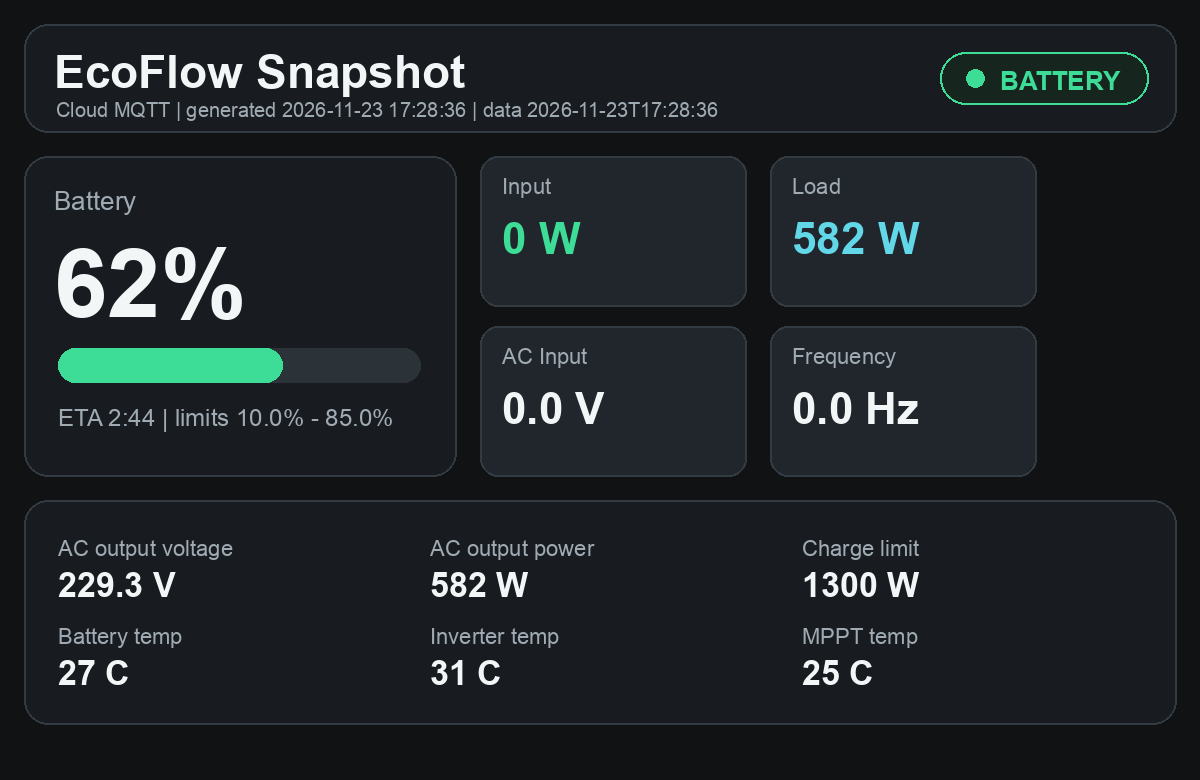 EcoFlow Snapshot
Cloud MQTT | generated 2026-11-23 17:28:36 | data 2026-11-23T17:28:36
BATTERY
Battery
62%
ETA 2:44 | limits 10.0% - 85.0%
Input
0 W
Load
582 W
AC Input
0.0 V
Frequency
0.0 Hz
AC output voltage
229.3 V
AC output power
582 W
Charge limit
1300 W
Battery temp
27 C
Inverter temp
31 C
MPPT temp
25 C